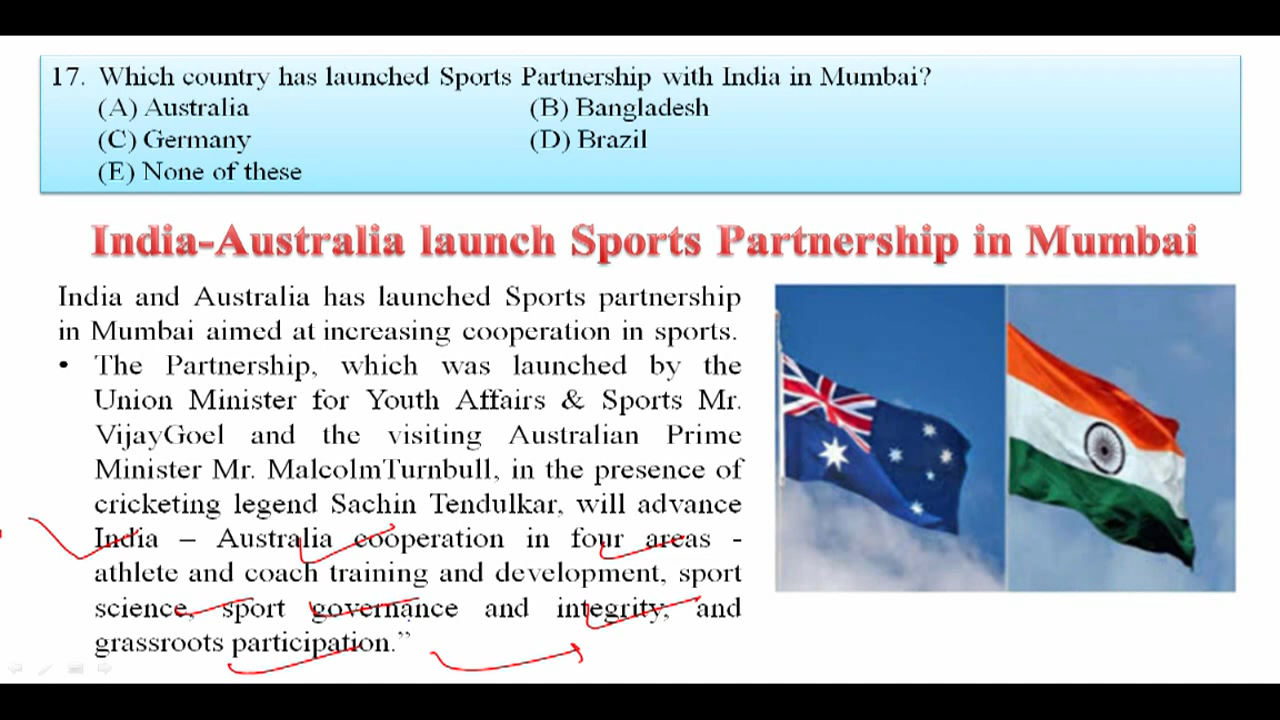 17. Which country has launched Sports Partnership with India in Mumbai?
(A) Australia (B) Bangladesh
(C) Germany (D) Brazil
(E) None of these
India-Australia launch Sports Partnership in Mumbai
India and Australia has launched Sports partnership
in Mumbai aimed at increasing cooperation in sports.
• The Partnership, which was launched by the
Union Minister for Youth Affairs & Sports Mr.
VijayGoel and the visiting Australian Prime
Minister Mr. MalcolmTurnbull, in the presence of
cricketing legend Sachin Tendulkar, will advance
India – Australia cooperation in four areas -
athlete and coach training and development, sport
science, sport governance and integrity, and
grassroots participation.”